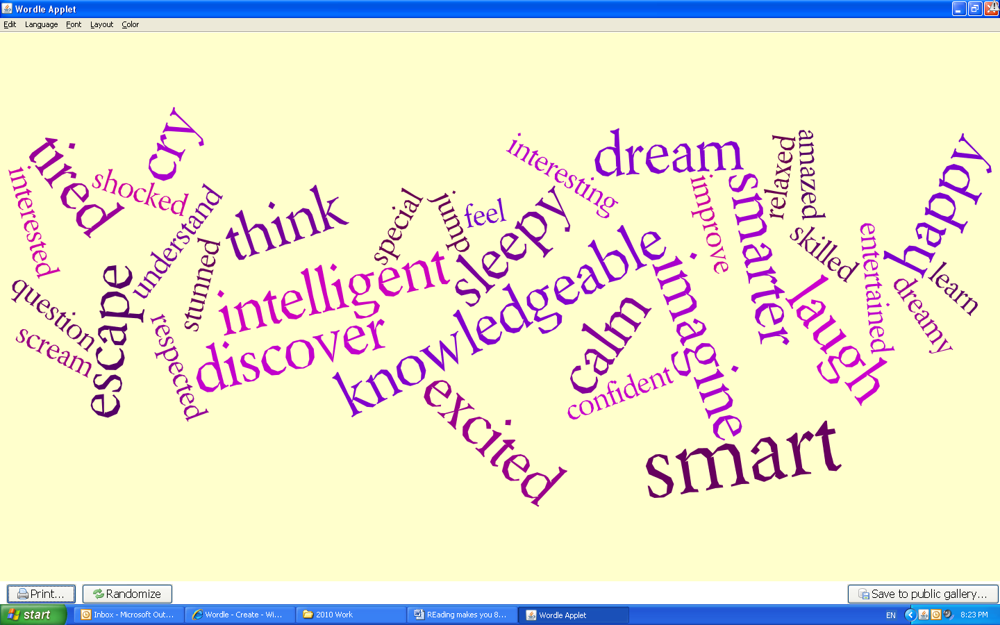 Wordle Applet
Edit Language Font Layout Color
cry
tired
shocked
interested
understand
think
stunned
special
jump
feel
sleepy
interesting
dream
improve
smarter
relaxed
amazed
skilled
happy
entertained
learn
dreamy
laugh
question
escape
scream
respected
intelligent
discover
knowledgeable
imagine
calm
confident
excited
smart
Print...
Randomize
Save to public gallery...
start
Inbox - Microsoft Out...
Wordle - Create - Wi...
2010 Work
REading makes you 8...
Wordle Applet
EN
8:23 PM